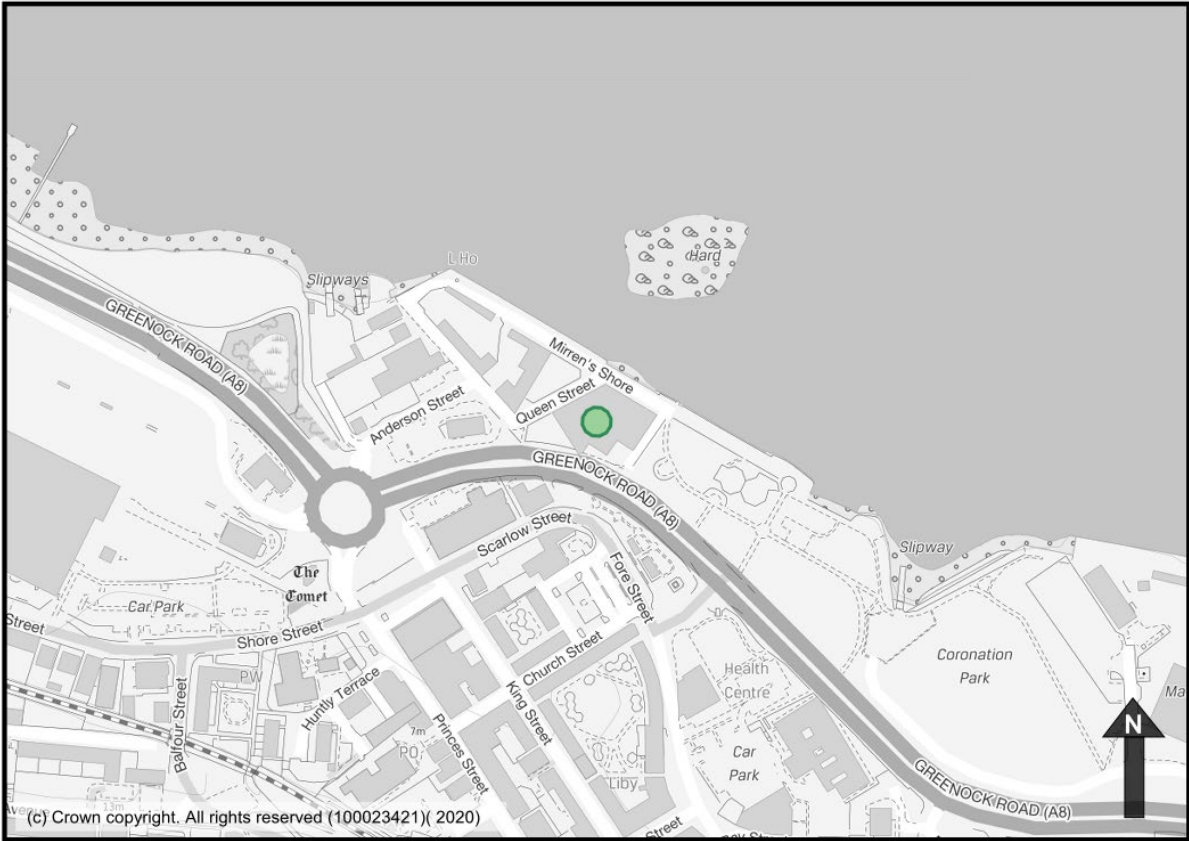 L Ho
Slipways
Hard
GREENOCK ROAD (A8)
Mirren's Shore
Queen Street
Anderson Street
GREENOCK ROAD (A8)
Scarlow Street
Slipway
Fore Street
The
Comet
Car Park
Street
Shore Street
Church Street
Health
Centre
Coronation
Park
PW
Huntly Terrace
King Street
Balfour Street
7m
PO
Princes Street
Car
Park
Liby
Ma
N
GREENOCK ROAD (A8)
Avenue
13m
Street
(c) Crown copyright. All rights reserved (100023421)( 2020)